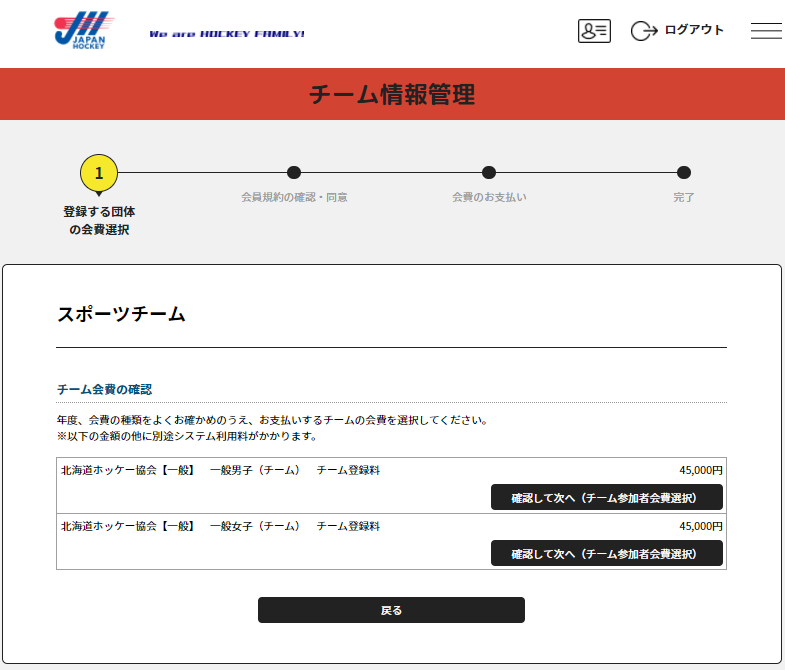 JAPAN
HOCKEY
We are HOCKEY FAMILY!
ログアウト
チーム情報管理
1
登録する団体
の会費選択
会員規約の確認・同意
会費のお支払い
完了
スポーツチーム
チーム会費の確認
年度、会費の種類をよくお確かめのうえ、お支払いするチームの会費を選択してください。
※以下の金額の他に別途システム利用料がかかります。
北海道ホッケー協会【一般】　一般男子（チーム）　チーム登録料 45,000円
確認して次へ（チーム参加者会費選択）
北海道ホッケー協会【一般】　一般女子（チーム）　チーム登録料 45,000円
確認して次へ（チーム参加者会費選択）
戻る